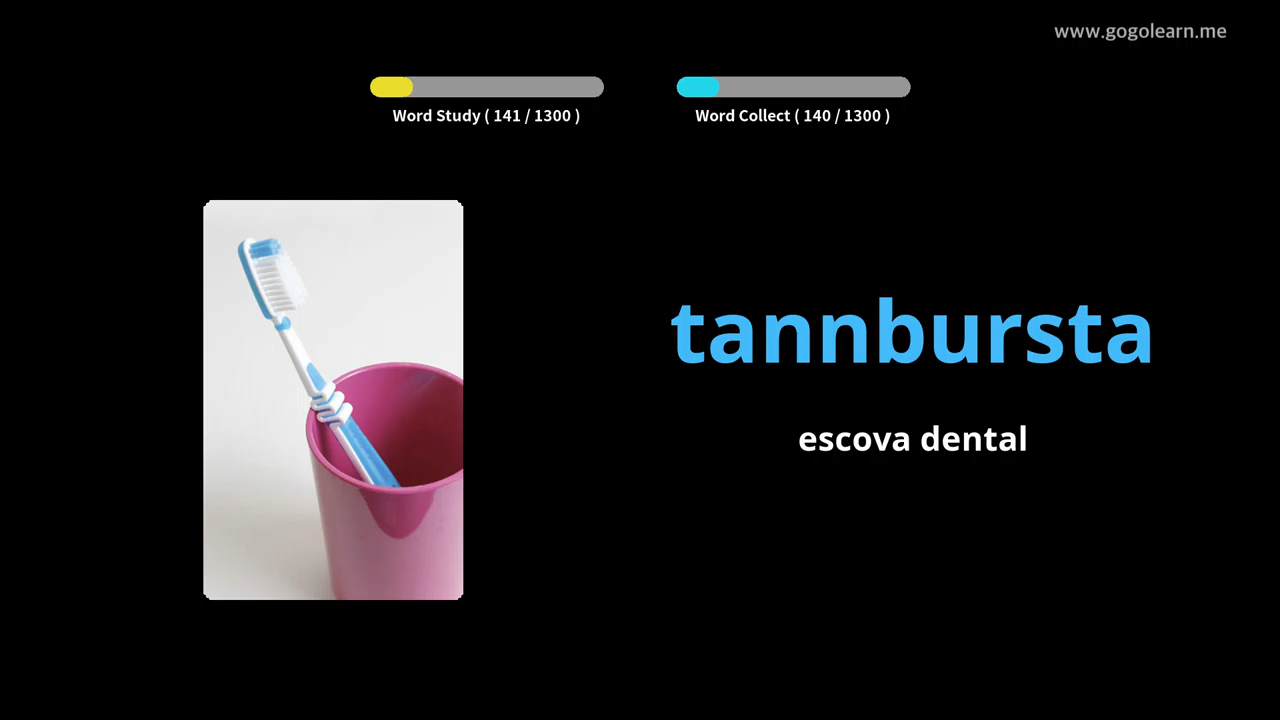 www.gogolearn.me
Word Study ( 141 / 1300 )
Word Collect ( 140 / 1300 )
tannbursta
escova dental